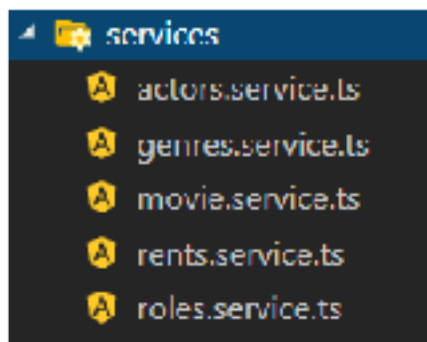 services
actors.service.ts
genres.service.ts
movie.service.ts
rents.service.ts
roles.service.ts